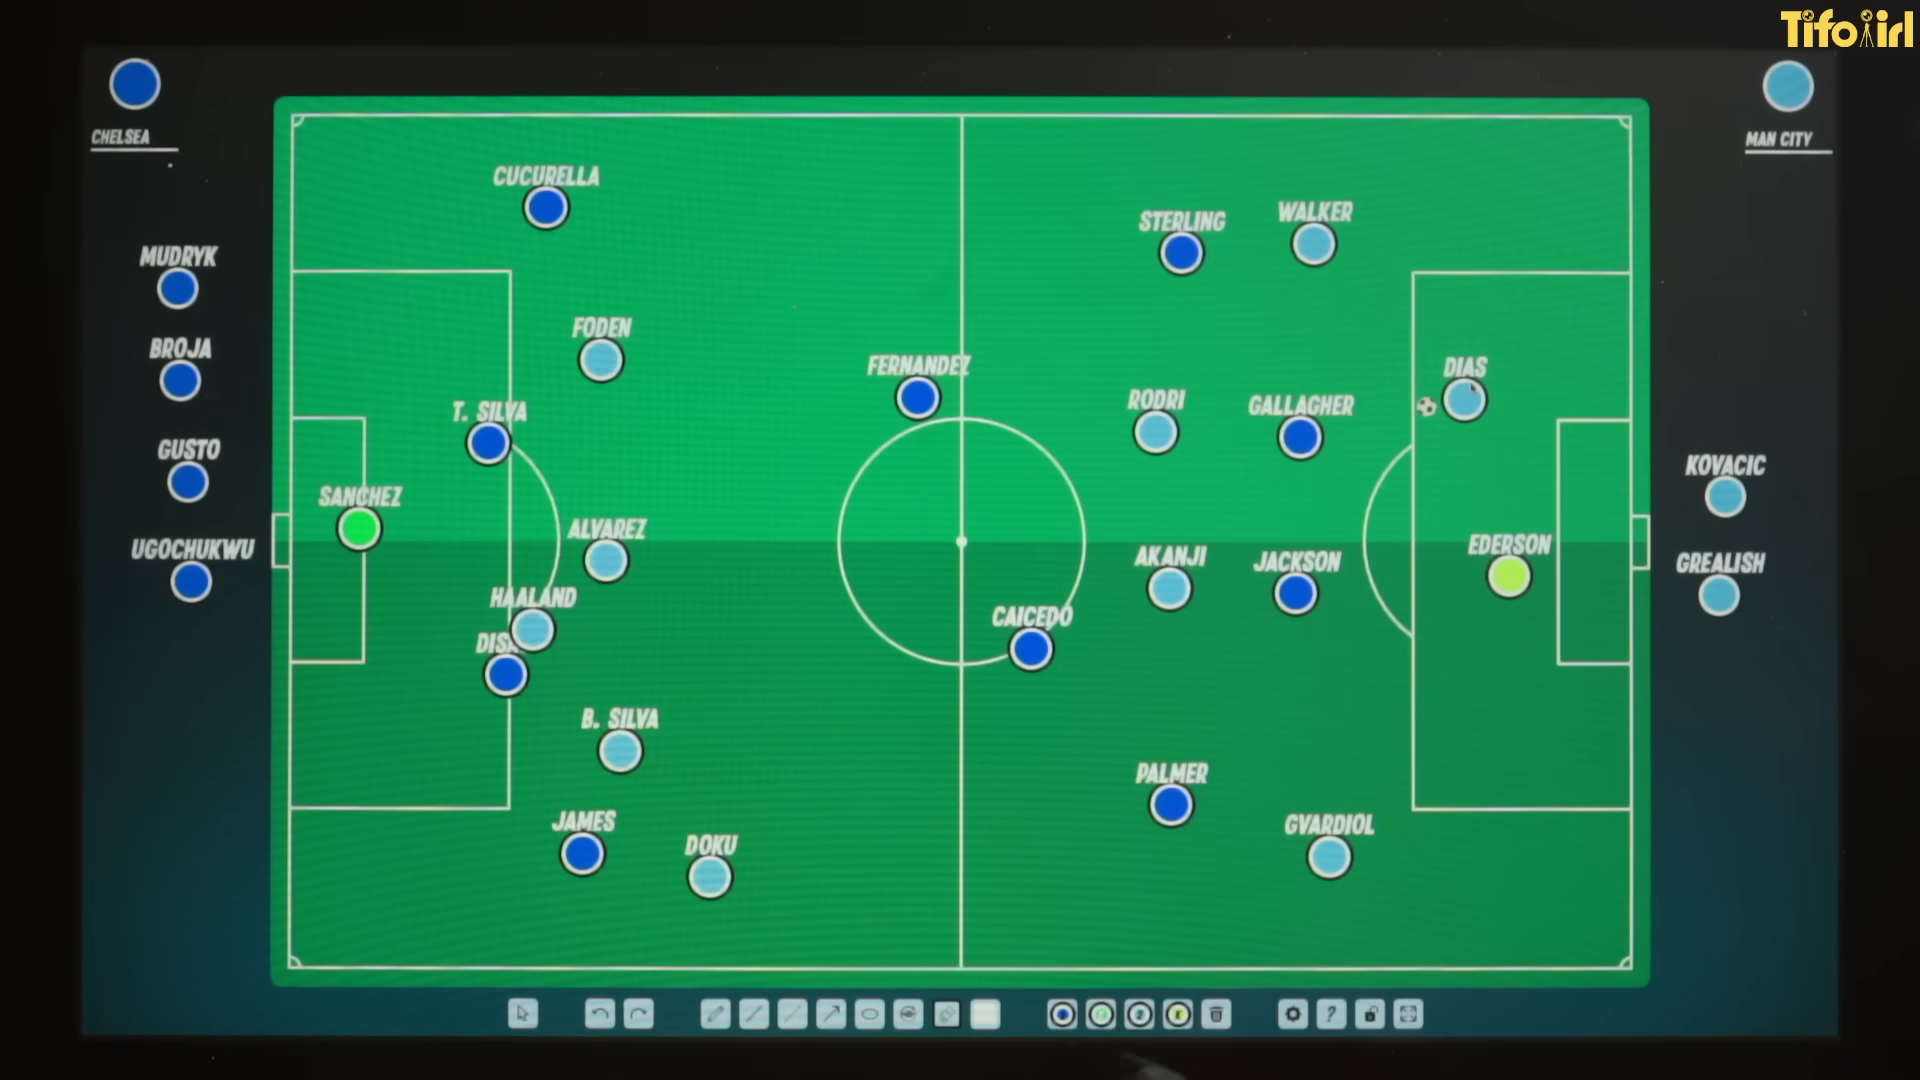 Tifo irl
CHELSEA
MAN CITY
CUCURELLA
STERLING
WALKER
MUDRYK
FODEN
BROJA
FERNANDEZ
DIAS
T. SILVA
RODRI
GALLAGHER
GUSTO
KOVACIC
SANCHEZ
ALVAREZ
EDERSON
UGOCHUKWU
AKANJI
JACKSON
GREALISH
HAALAND
CAICEDO
B. SILVA
PALMER
JAMES
GVARDIOL
DOKU
?